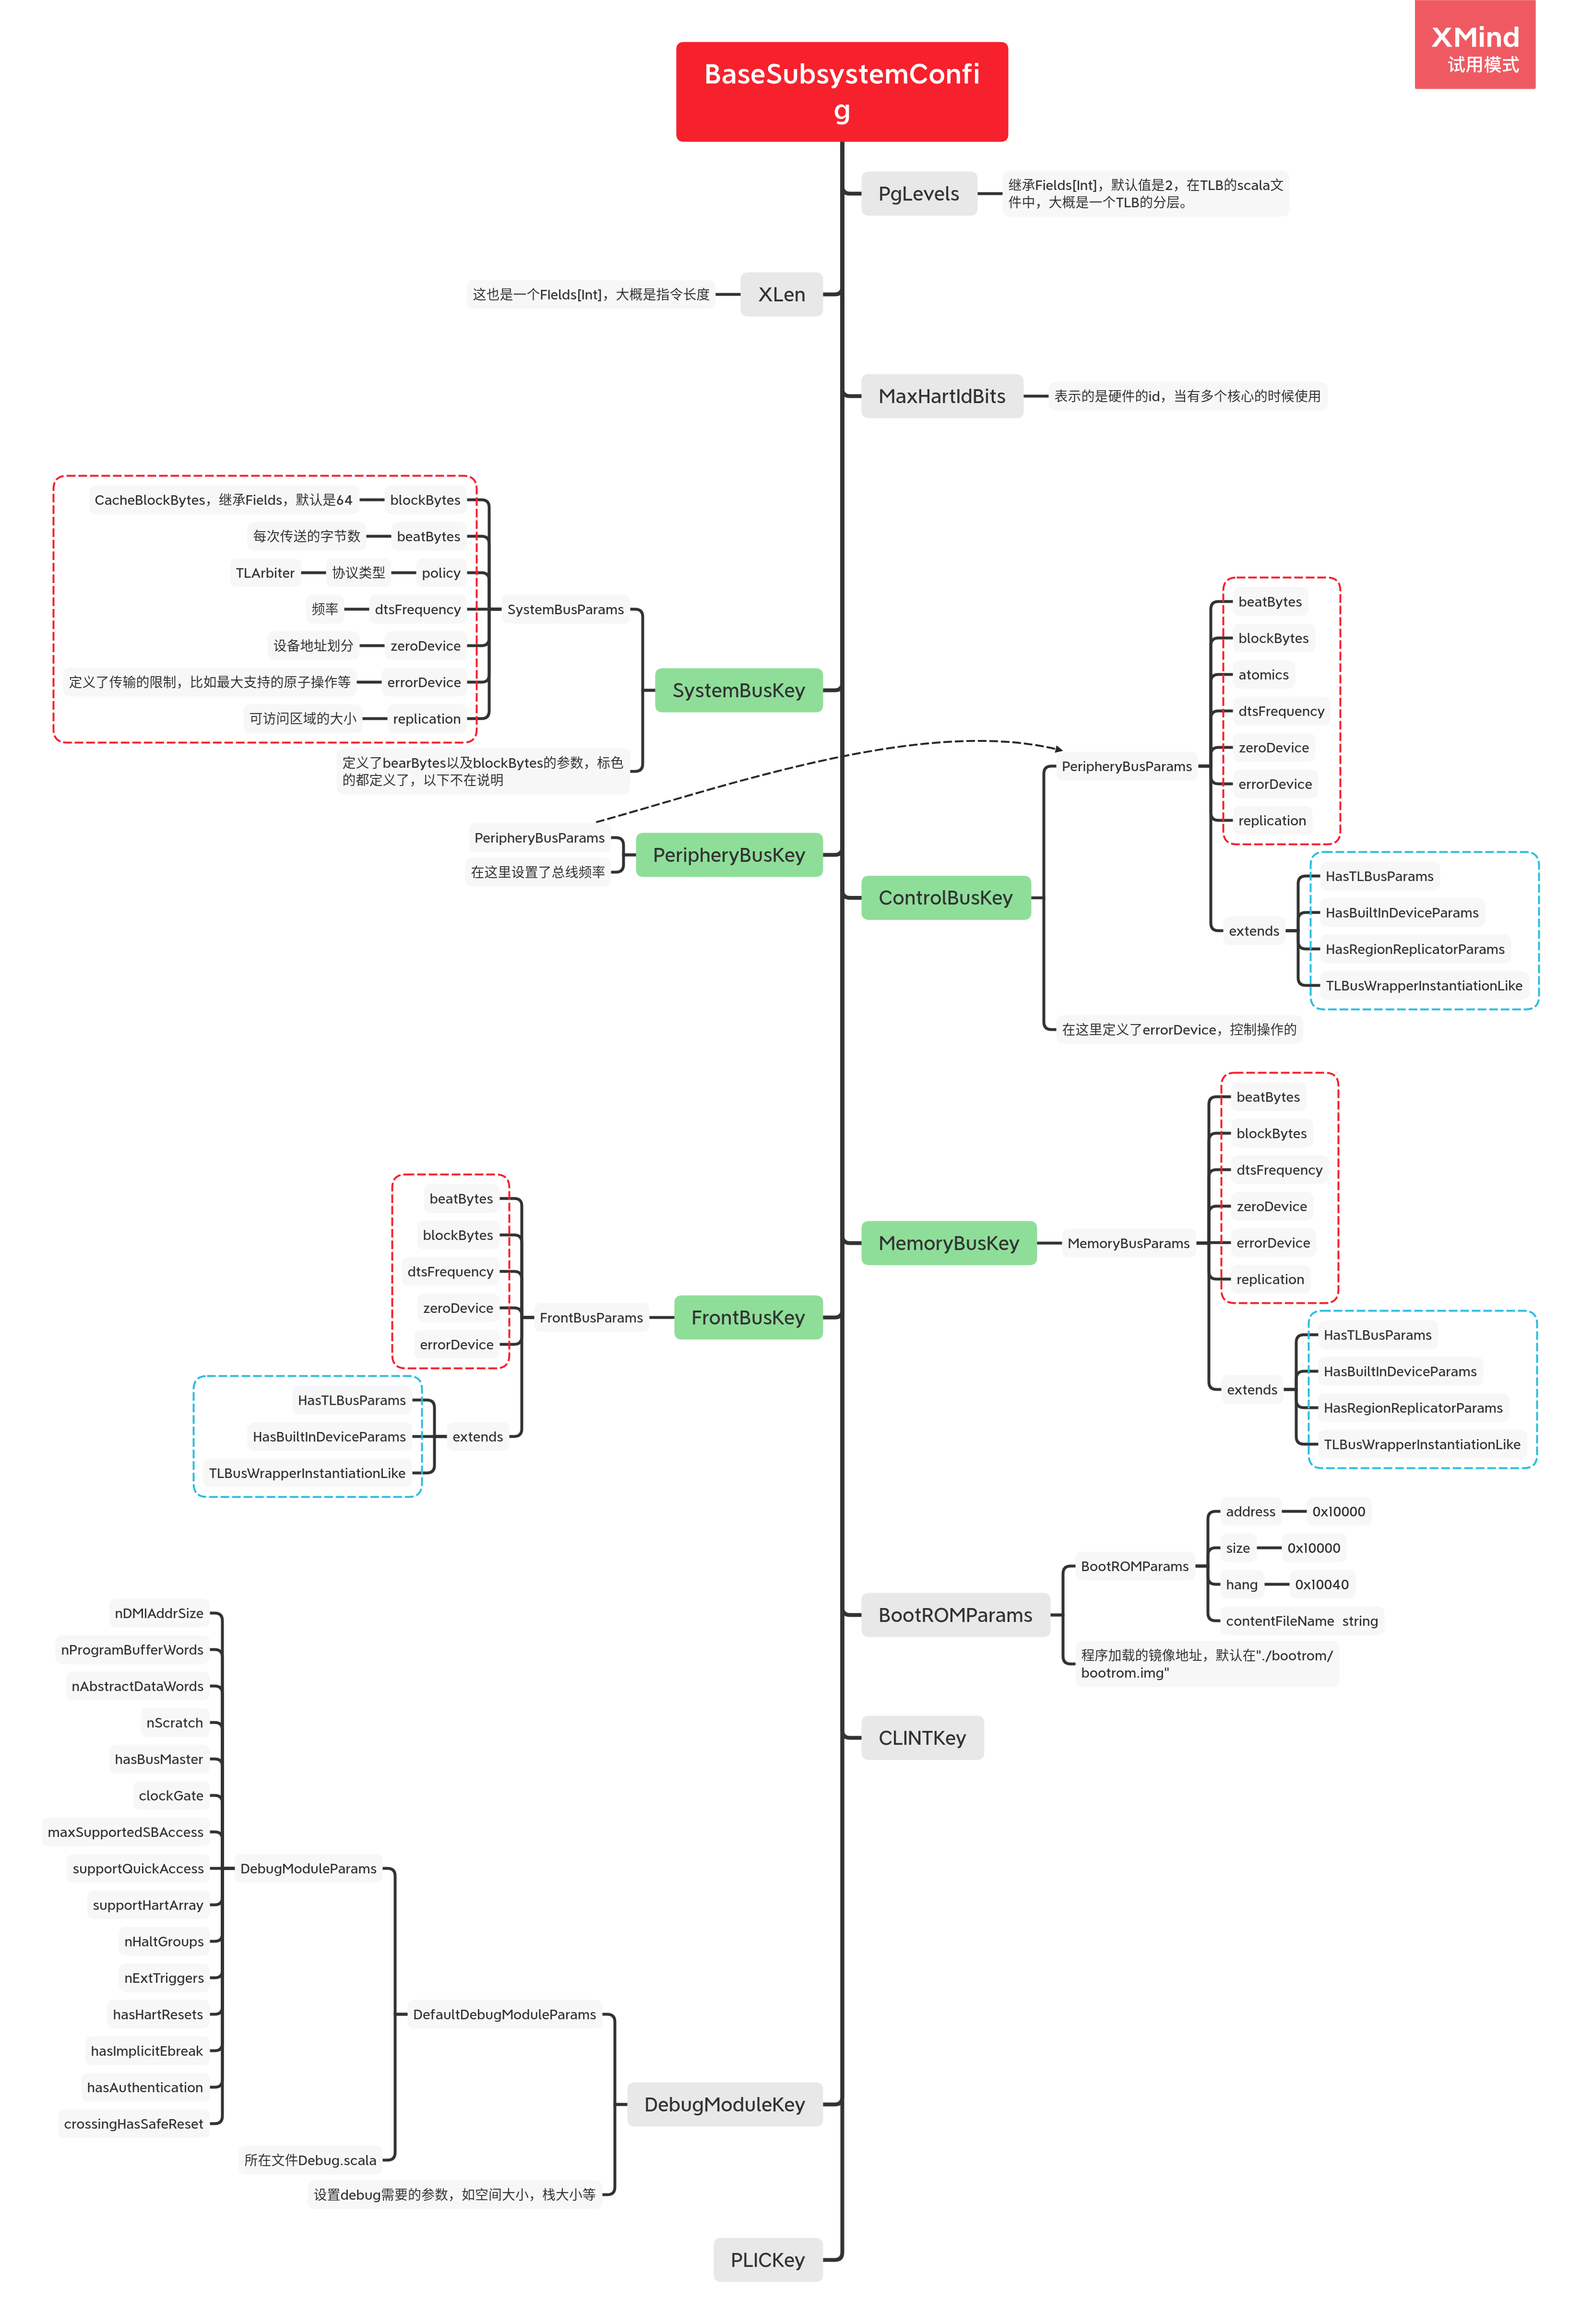 XMind
试用模式
BaseSubsystemConfi
g
PgLevels
继承Fields[Int]，默认值是2，在TLB的scala文
件中，大概是一个TLB的分层。
这也是一个FIelds[Int]，大概是指令长度
XLen
MaxHartIdBits
表示的是硬件的id，当有多个核心的时候使用
CacheBlockBytes，继承Fields，默认是64
blockBytes
每次传送的字节数
beatBytes
TLArbiter
协议类型
policy
频率
dtsFrequency
设备地址划分
zeroDevice
定义了传输的限制，比如最大支持的原子操作等
errorDevice
可访问区域的大小
replication
SystemBusParams
定义了bearBytes以及blockBytes的参数，标色
的都定义了，以下不在说明
SystemBusKey
PeripheryBusParams
在这里设置了总线频率
PeripheryBusKey
ControlBusKey
PeripheryBusParams
beatBytes
blockBytes
atomics
dtsFrequency
zeroDevice
errorDevice
replication
extends
HasTLBusParams
HasBuiltInDeviceParams
HasRegionReplicatorParams
TLBusWrapperInstantiationLike
在这里定义了errorDevice，控制操作的
MemoryBusKey
MemoryBusParams
beatBytes
blockBytes
dtsFrequency
zeroDevice
errorDevice
replication
extends
HasTLBusParams
HasBuiltInDeviceParams
HasRegionReplicatorParams
TLBusWrapperInstantiationLike
beatBytes
blockBytes
dtsFrequency
zeroDevice
errorDevice
FrontBusParams
FrontBusKey
HasTLBusParams
HasBuiltInDeviceParams
TLBusWrapperInstantiationLike
extends
BootROMParams
BootROMParams
address
0x10000
size
0x10000
hang
0x10040
contentFileName string
程序加载的镜像地址，默认在"./bootrom/
bootrom.img"
CLINTKey
nDMIAddrSize
nProgramBufferWords
nAbstractDataWords
nScratch
hasBusMaster
clockGate
maxSupportedSBAccess
supportQuickAccess
supportHartArray
nHaltGroups
nExtTriggers
hasHartResets
hasImplicitEbreak
hasAuthentication
crossingHasSafeReset
DebugModuleParams
所在文件Debug.scala
DefaultDebugModuleParams
设置debug需要的参数，如空间大小，栈大小等
DebugModuleKey
PLICKey